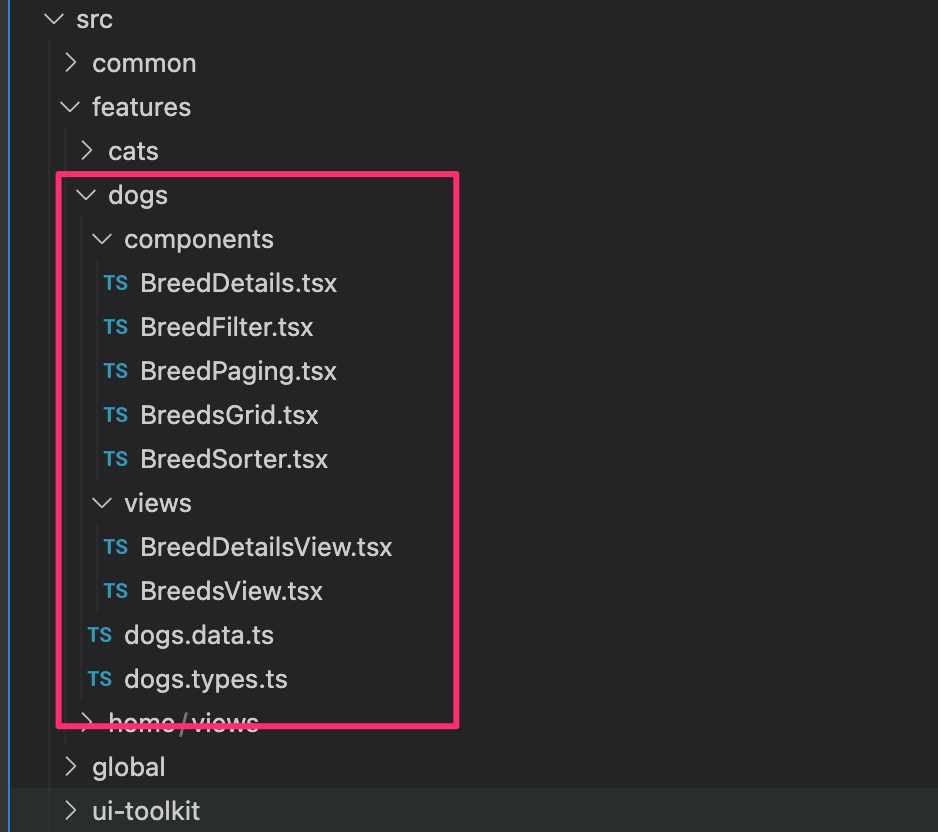 src
common
features
cats
dogs
components
TS BreedDetails.tsx
TS BreedFilter.tsx
TS BreedPaging.tsx
TS BreedsGrid.tsx
TS BreedSorter.tsx
views
TS BreedDetailsView.tsx
TS BreedsView.tsx
TS dogs.data.ts
TS dogs.types.ts
home/views
global
ui-toolkit